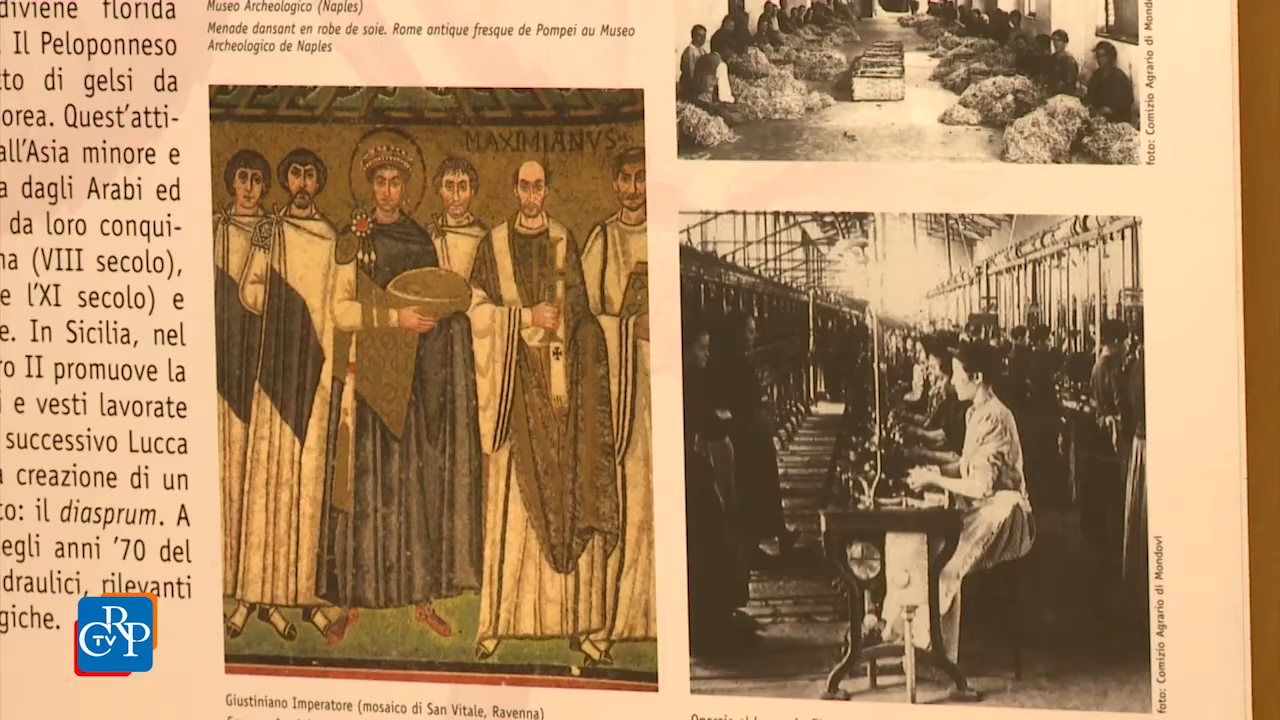 diviene florida
. Il Peloponneso
tto di gelsi da
orea. Quest'atti-
all'Asia minore e
a dagli Arabi ed
da loro conqui-
na (VIII secolo),
e l'XI secolo) e
e. In Sicilia, nel
ro II promuove la
i e vesti lavorate
successivo Lucca
a creazione di un
to: il diasprum. A
egli anni '70 del
draulici, rilevanti
giche.
Museo Archeologico (Naples)
Menade dansant en robe de soie. Rome antique fresque de Pompei au Museo
Archeologico de Naples
MAXIMIANVS
Giustiniano Imperatore (mosaico di San Vitale, Ravenna)
foto: Comizio Agrario di Mondo
foto: Comizio Agrario di Mondovì
CRP
TV